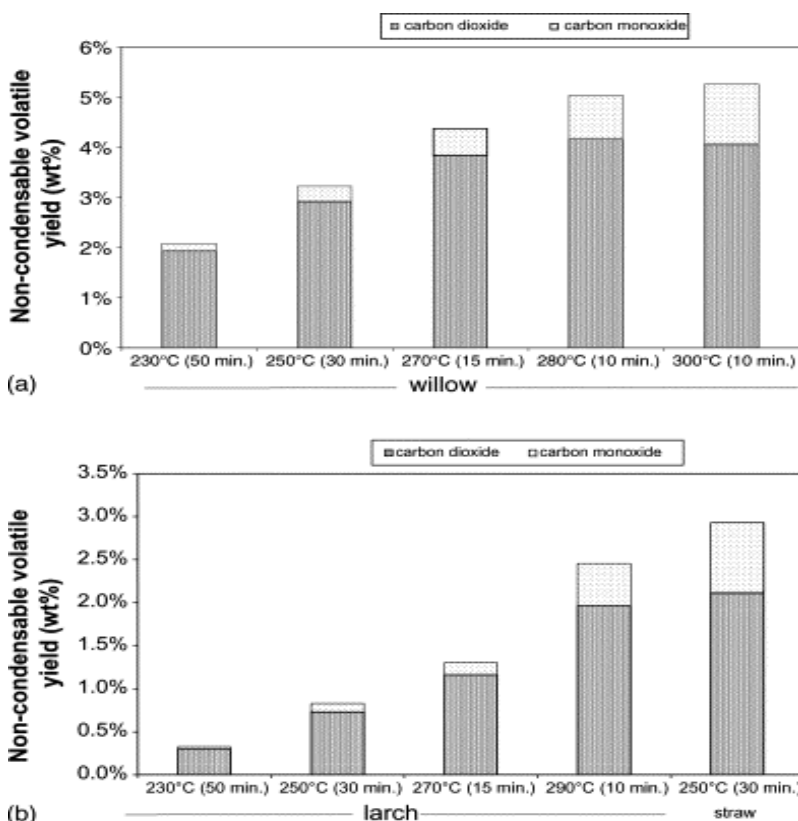 carbon dioxide carbon monoxide
6%
5%
4%
3%
2%
1%
0%
Non-condensable volatile
yield (wt%)
230°C (50 min.) 250°C (30 min.) 270°C (15 min.) 280°C (10 min.) 300°C (10 min.)
(a) willow
carbon dioxide carbon monoxide
3.5%
3.0%
2.5%
2.0%
1.5%
1.0%
0.5%
0.0%
Non-condensable volatile
yield (wt%)
230°C (50 min.) 250°C (30 min.) 270°C (15 min.) 290°C (10 min.) 250°C (30 min.)
(b) larch straw